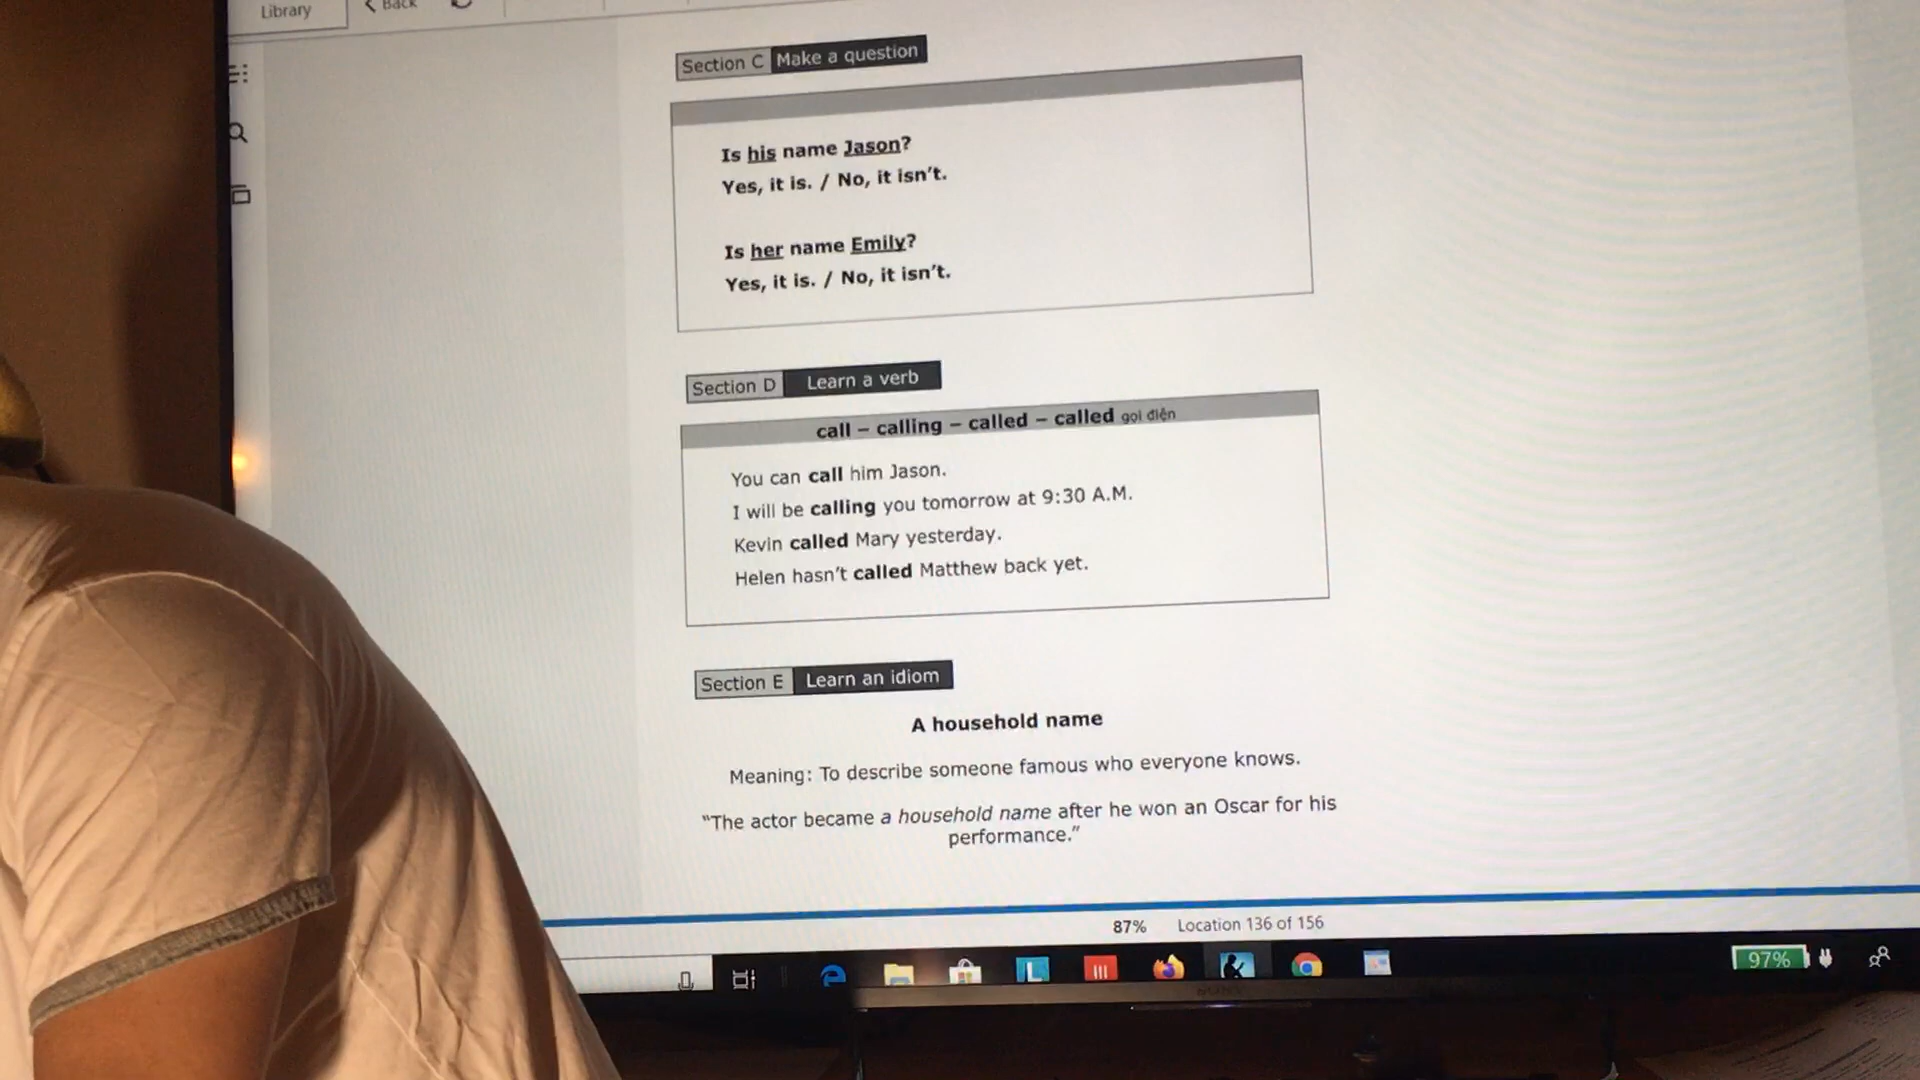 Library
Back
Section C Make a question
Is his name Jason?
Yes, it is. / No, it isn't.
Is her name Emily?
Yes, it is. / No, it isn't.
Section D Learn a verb
call – calling – called – called gọi điện
You can call him Jason.
I will be calling you tomorrow at 9:30 A.M.
Kevin called Mary yesterday.
Helen hasn't called Matthew back yet.
Section E Learn an idiom
A household name
Meaning: To describe someone famous who everyone knows.
"The actor became a household name after he won an Oscar for his
performance."
87% Location 136 of 156
97%